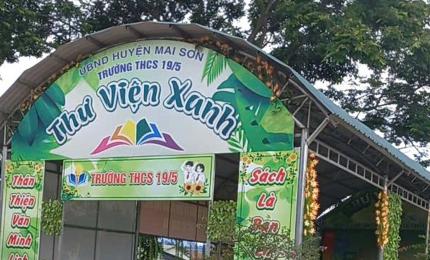 UBND HUYỆN MAI SƠN
TRƯỜNG THCS 19/5
Thư Viện Xanh
TRƯỜNG THCS 19/5
Thân
Thiện
Văn
Minh
Sách
Là
Bạn